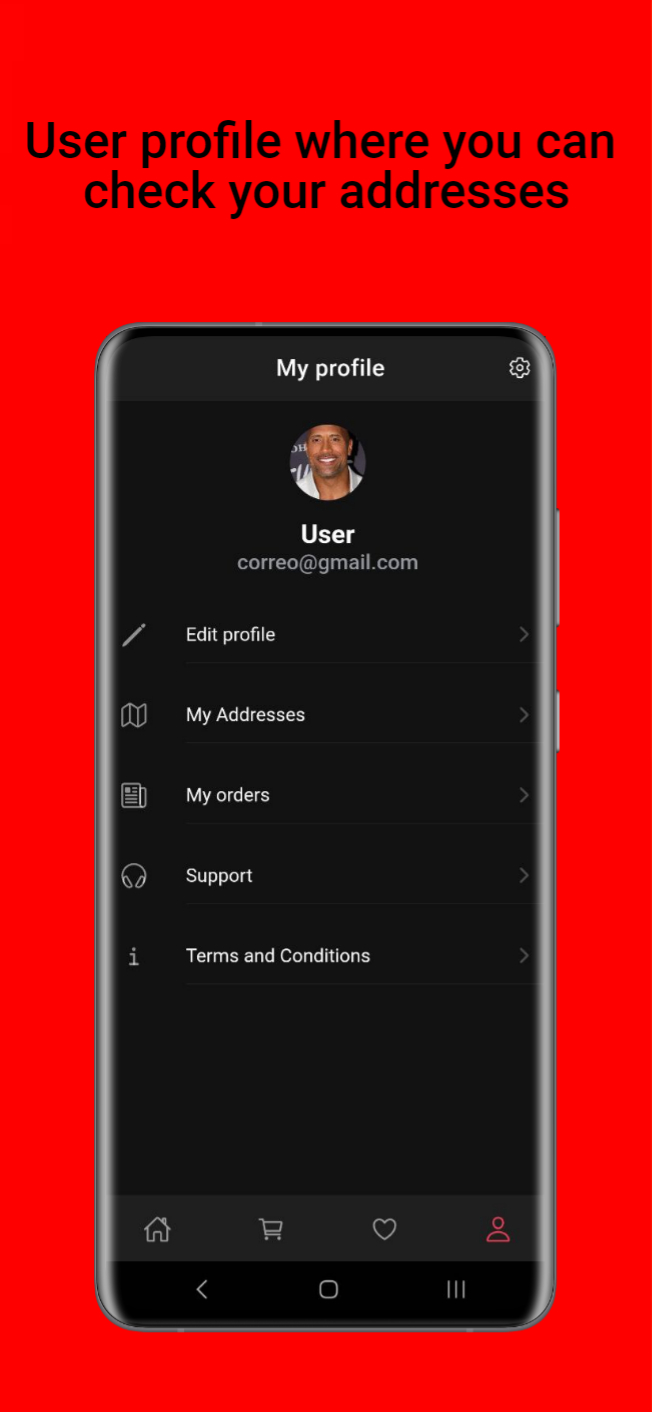 User profile where you can
check your addresses
My profile
User
correo@gmail.com
Edit profile
My Addresses
My orders
Support
Terms and Conditions